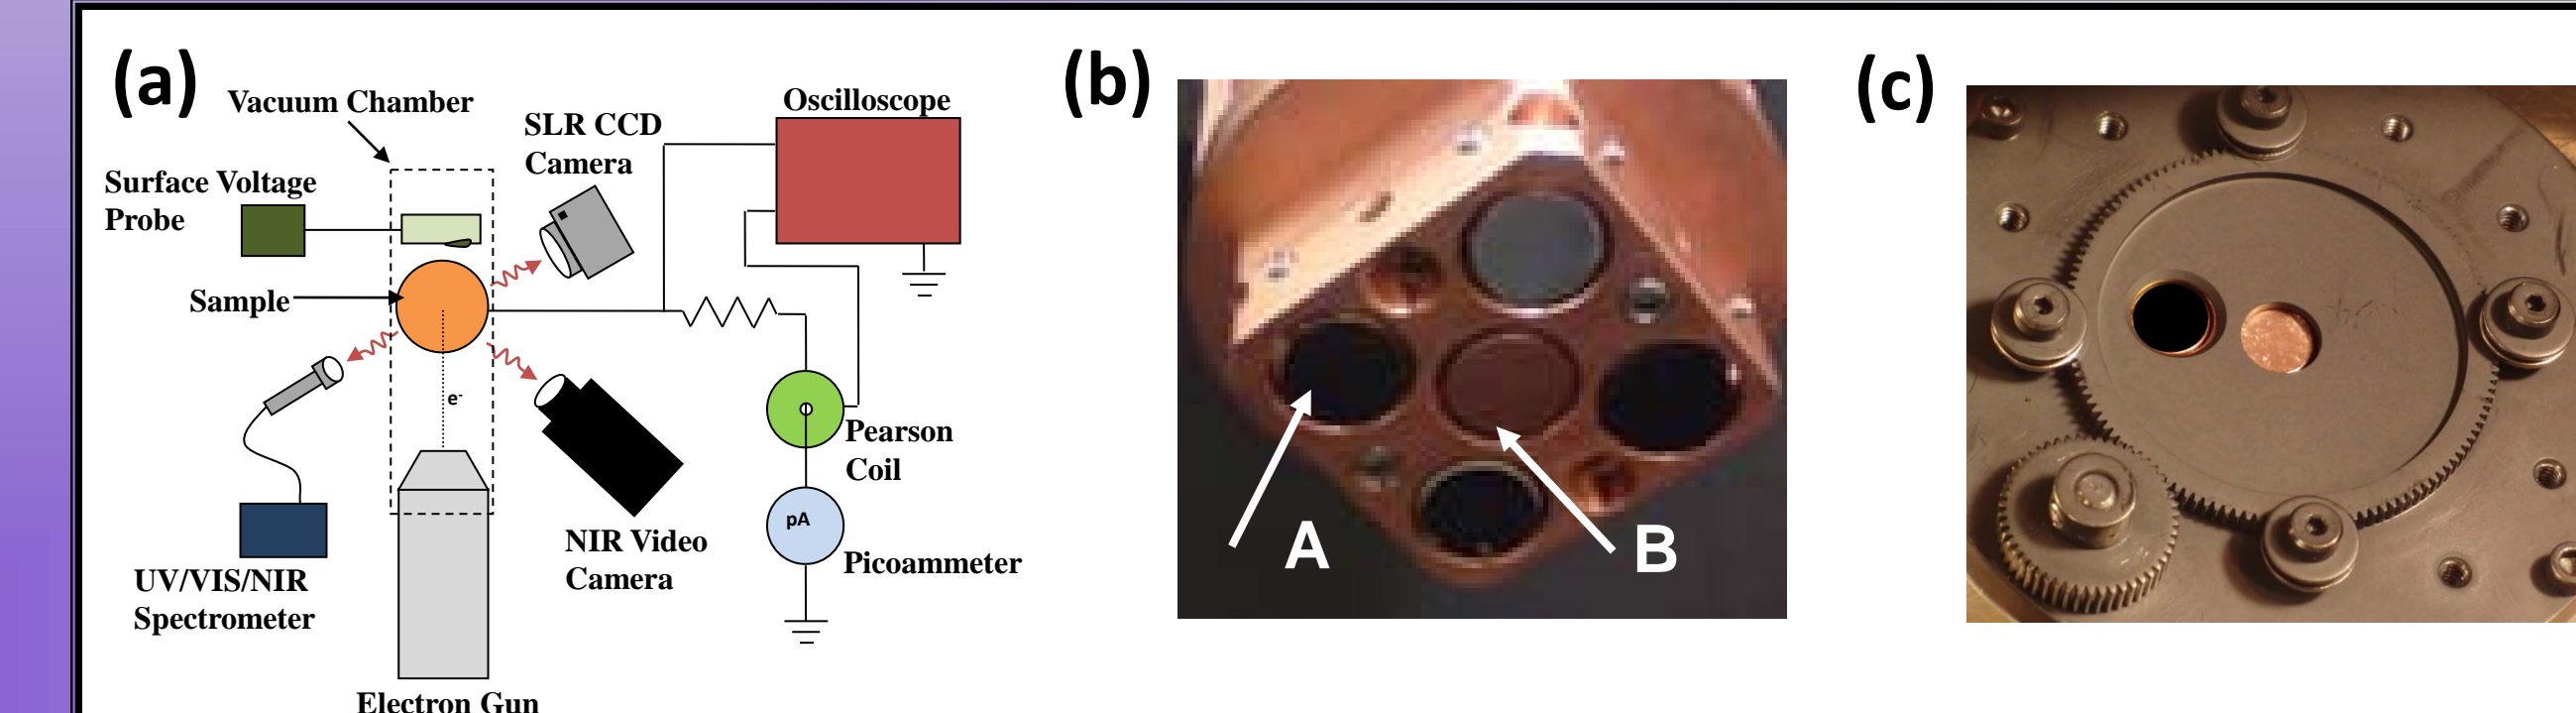 (a)
Vacuum Chamber
Surface Voltage
Probe
Sample
SLR CCD
Camera
Oscilloscope
e-
Pearson
Coil
pA
Picoammeter
NIR Video
Camera
UV/VIS/NIR
Spectrometer
Electron Gun
(b)
A
B
(c)